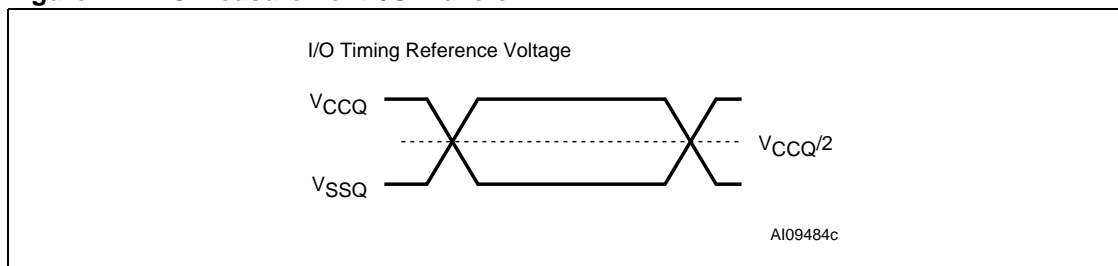 I/O Timing Reference Voltage
VCCQ
VCCQ/2
VSSQ
AI09484c